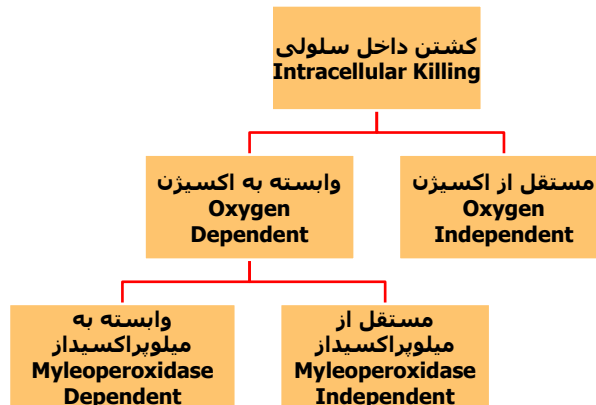 کشتن داخل سلولی
Intracellular Killing
وابسته به اکسیژن
Oxygen
Dependent
مستقل از اکسیژن
Oxygen
Independent
وابسته به
میلوپراکسیداز
Myleoperoxidase
Dependent
مستقل از
میلوپراکسیداز
Myleoperoxidase
Independent